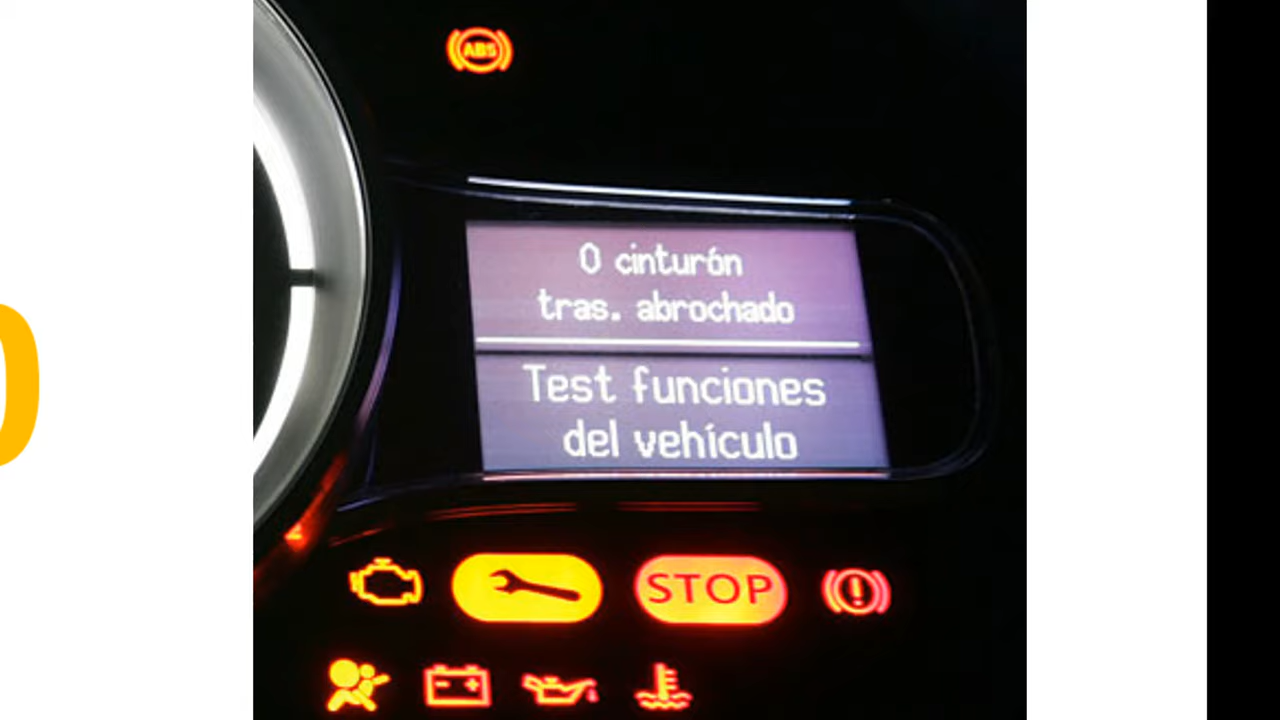 ABS
0 cinturón
tras. abrochado
Test funciones
del vehículo
STOP